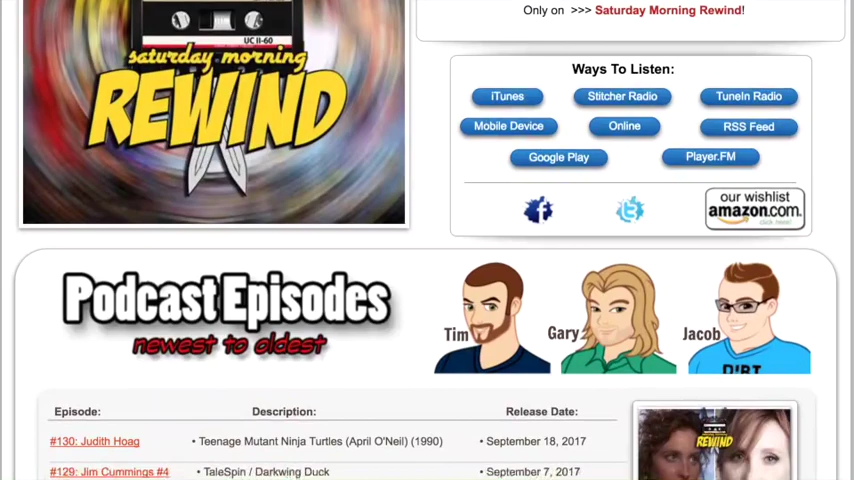 Only on >>> Saturday Morning Rewind!
UC II-60
saturday morning
REWIND
Ways To Listen:
iTunes
Stitcher Radio
TuneIn Radio
Mobile Device
Online
RSS Feed
Google Play
Player.FM
our wishlist
amazon.com.
click here!
Podcast Episodes
newest to oldest
Tim
Gary
Jacob
DIRT
Episode: Description: Release Date:
#130: Judith Hoag • Teenage Mutant Ninja Turtles (April O'Neil) (1990) • September 18, 2017
#129: Jim Cummings #4 • TaleSpin / Darkwing Duck • September 7, 2017
REWIND